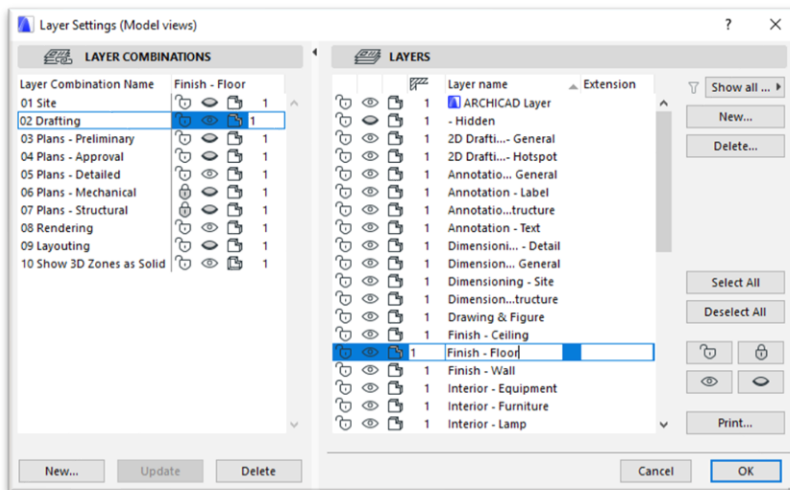 Layer Settings (Model views)
? ×
LAYER COMBINATIONS
Layer Combination Name Finish - Floor
01 Site 1
02 Drafting 1
03 Plans - Preliminary 1
04 Plans - Approval 1
05 Plans - Detailed 1
06 Plans - Mechanical 1
07 Plans - Structural 1
08 Rendering 1
09 Layouting 1
10 Show 3D Zones as Solid 1
New... Update Delete
LAYERS
Layer name Extension
1 ARCHICAD Layer
1 - Hidden
1 2D Drafti...- General
1 2D Drafti...- Hotspot
1 Annotatio... General
1 Annotation - Label
1 Annotatio...tructure
1 Annotation - Text
1 Dimensioni... - Detail
1 Dimension... General
1 Dimensioning - Site
1 Dimension...tructure
1 Drawing & Figure
1 Finish - Ceiling
1 Finish - Floor
1 Finish - Wall
1 Interior - Equipment
1 Interior - Furniture
1 Interior - Lamp
Show all ...
New...
Delete...
Select All
Deselect All
Print...
Cancel OK